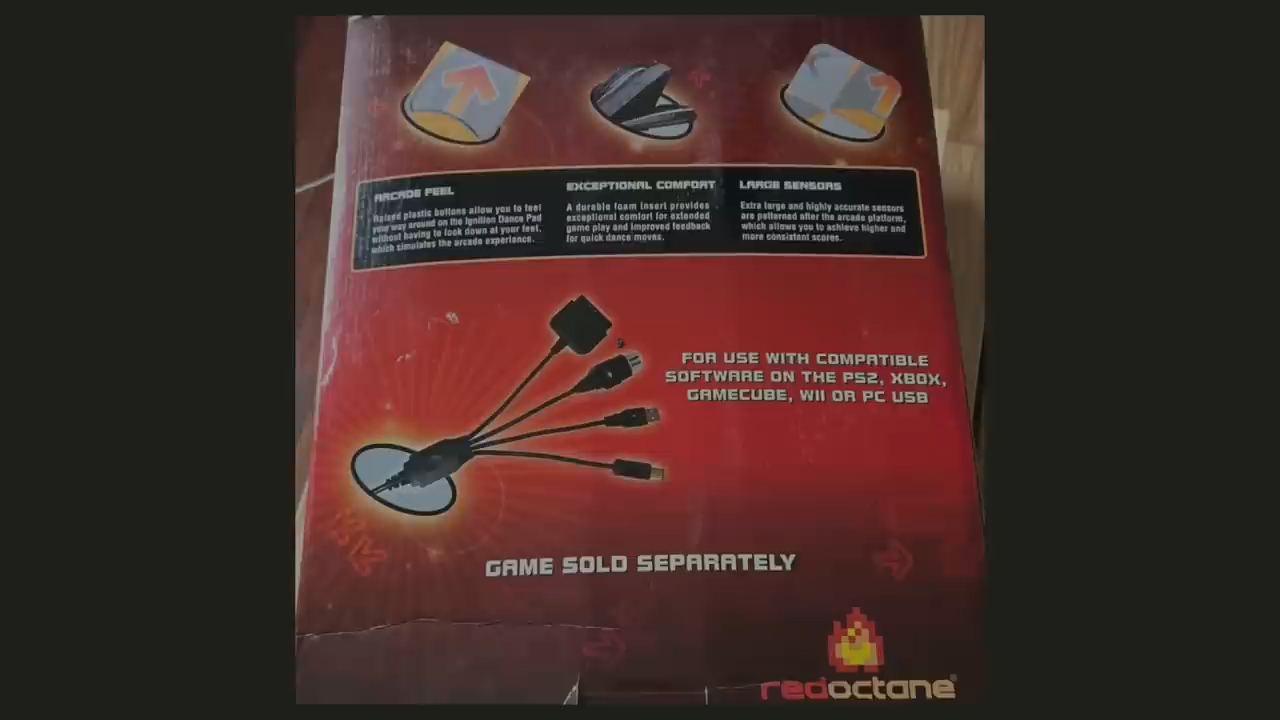 ARCADE FEEL
Raised plastic buttons allow you to feel
your way around on the Ignition Dance Pad
without having to look down at your feet,
which simulates the arcade experience.
EXCEPTIONAL COMFORT
A durable foam insert provides
exceptional comfort for extended
game play and improved feedback
for quick dance moves.
LARGE SENSORS
Extra large and highly accurate sensors
are patterned after the arcade platform,
which allows you to achieve higher and
more consistent scores.
FOR USE WITH COMPATIBLE
SOFTWARE ON THE PS2, XBOX,
GAMECUBE, WII OR PC USB
GAME SOLD SEPARATELY
redoctane®